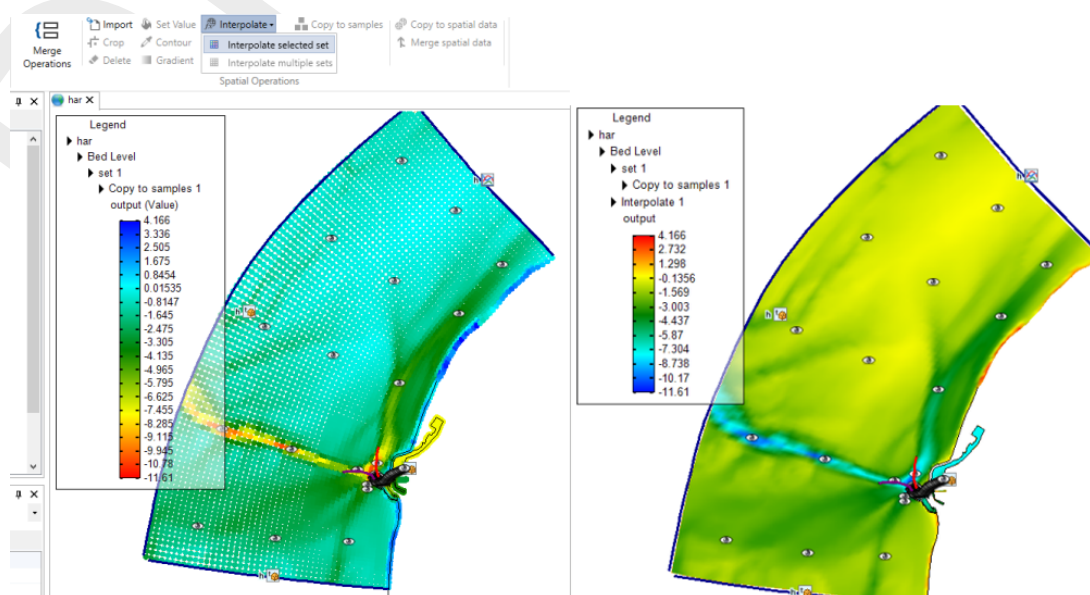 Import Set Value Interpolate Copy to samples Copy to spatial data
Merge Operations
Crop Contour Interpolate selected set Merge spatial data
Delete Gradient Interpolate multiple sets
Spatial Operations
har X
Legend
har
Bed Level
set 1
Copy to samples 1
output (Value)
4.166
3.336
2.505
1.675
0.8454
0.01535
-0.8147
-1.645
-2.475
-3.305
-4.135
-4.965
-5.795
-6.625
-7.455
-8.285
-9.115
-9.945
-10.78
-11.61
Legend
har
Bed Level
set 1
Copy to samples 1
Interpolate 1
output
4.166
2.732
1.298
-0.1356
-1.569
-3.003
-4.437
-5.87
-7.304
-8.738
-10.17
-11.61